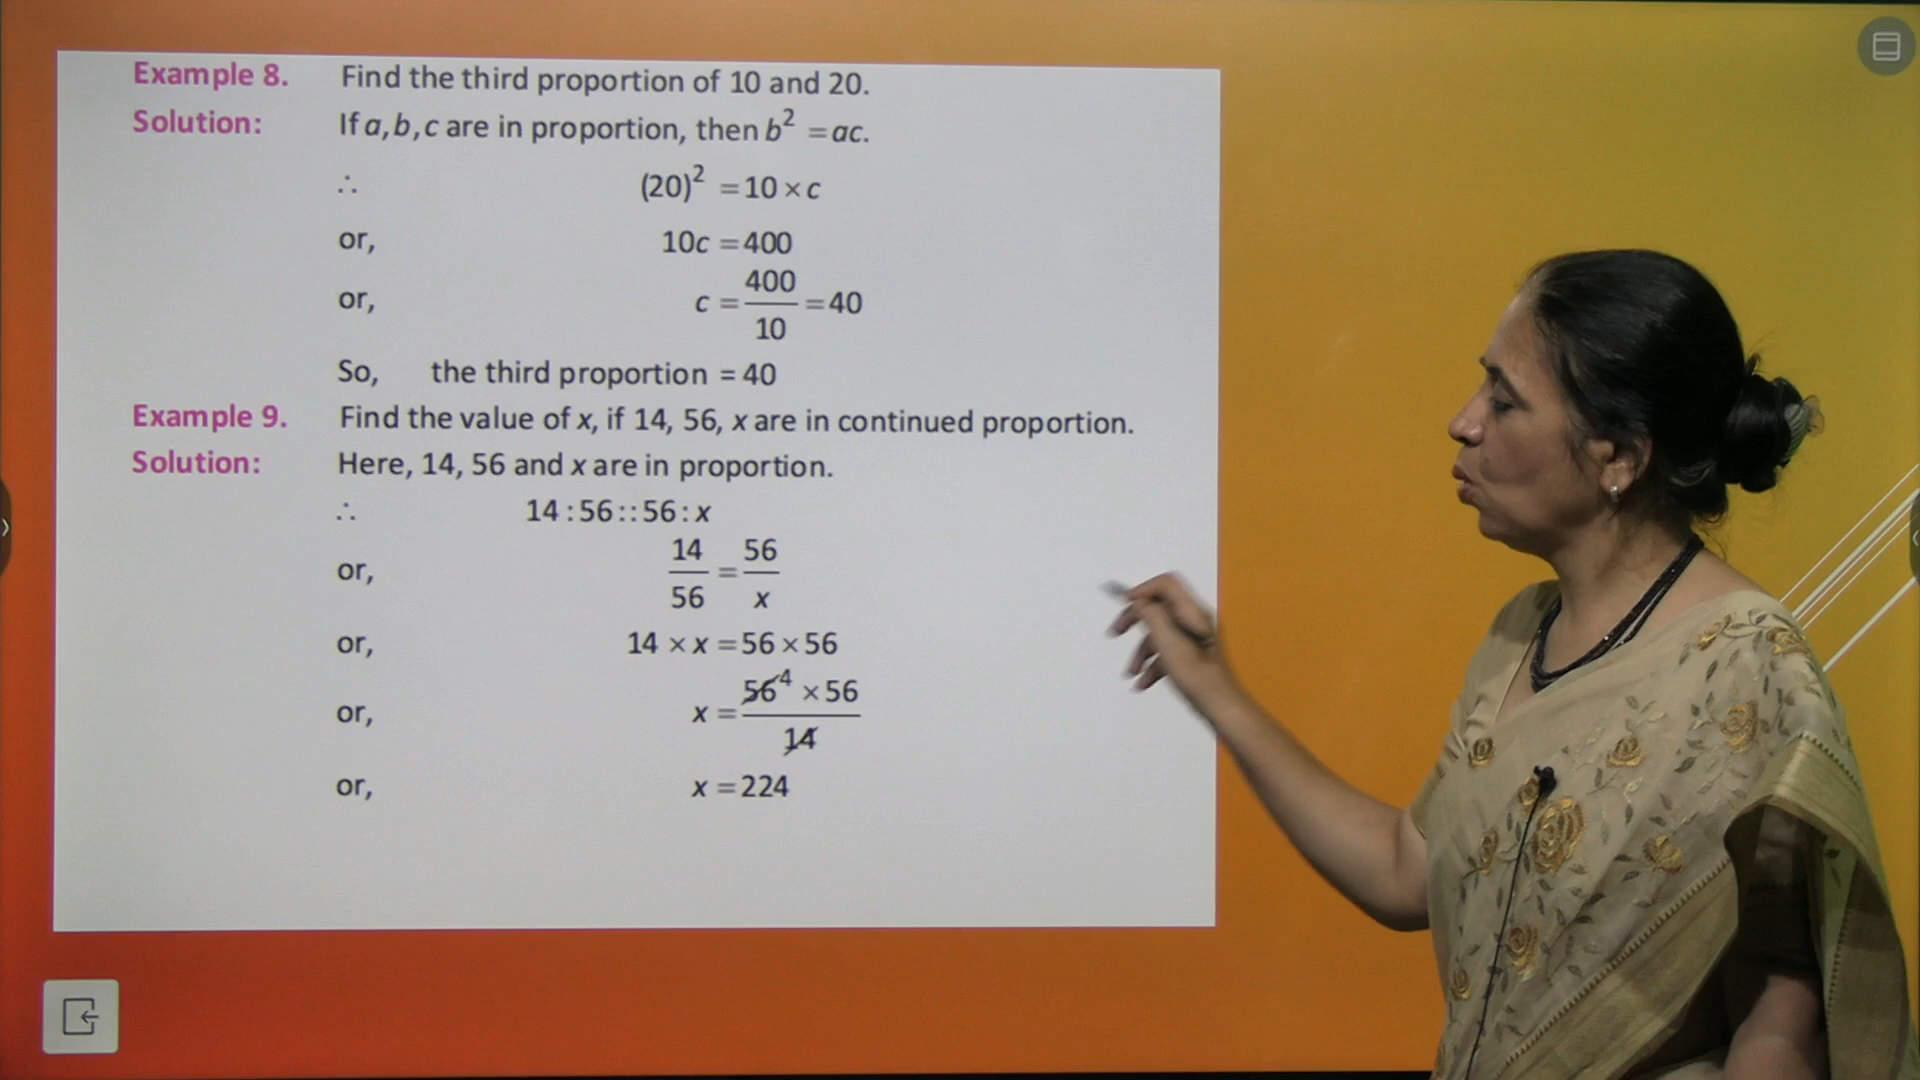 Example 8. Find the third proportion of 10 and 20.
Solution: If a, b, c are in proportion, then b² = ac.
∴ (20)² = 10 × c
or, 10c = 400
or, c = 400/10 = 40
So, the third proportion = 40
Example 9. Find the value of x, if 14, 56, x are in continued proportion.
Solution: Here, 14, 56 and x are in proportion.
∴ 14 : 56 :: 56 : x
or, 14/56 = 56/x
or, 14 × x = 56 × 56
or, x = 56⁴ × 56/14
or, x = 224